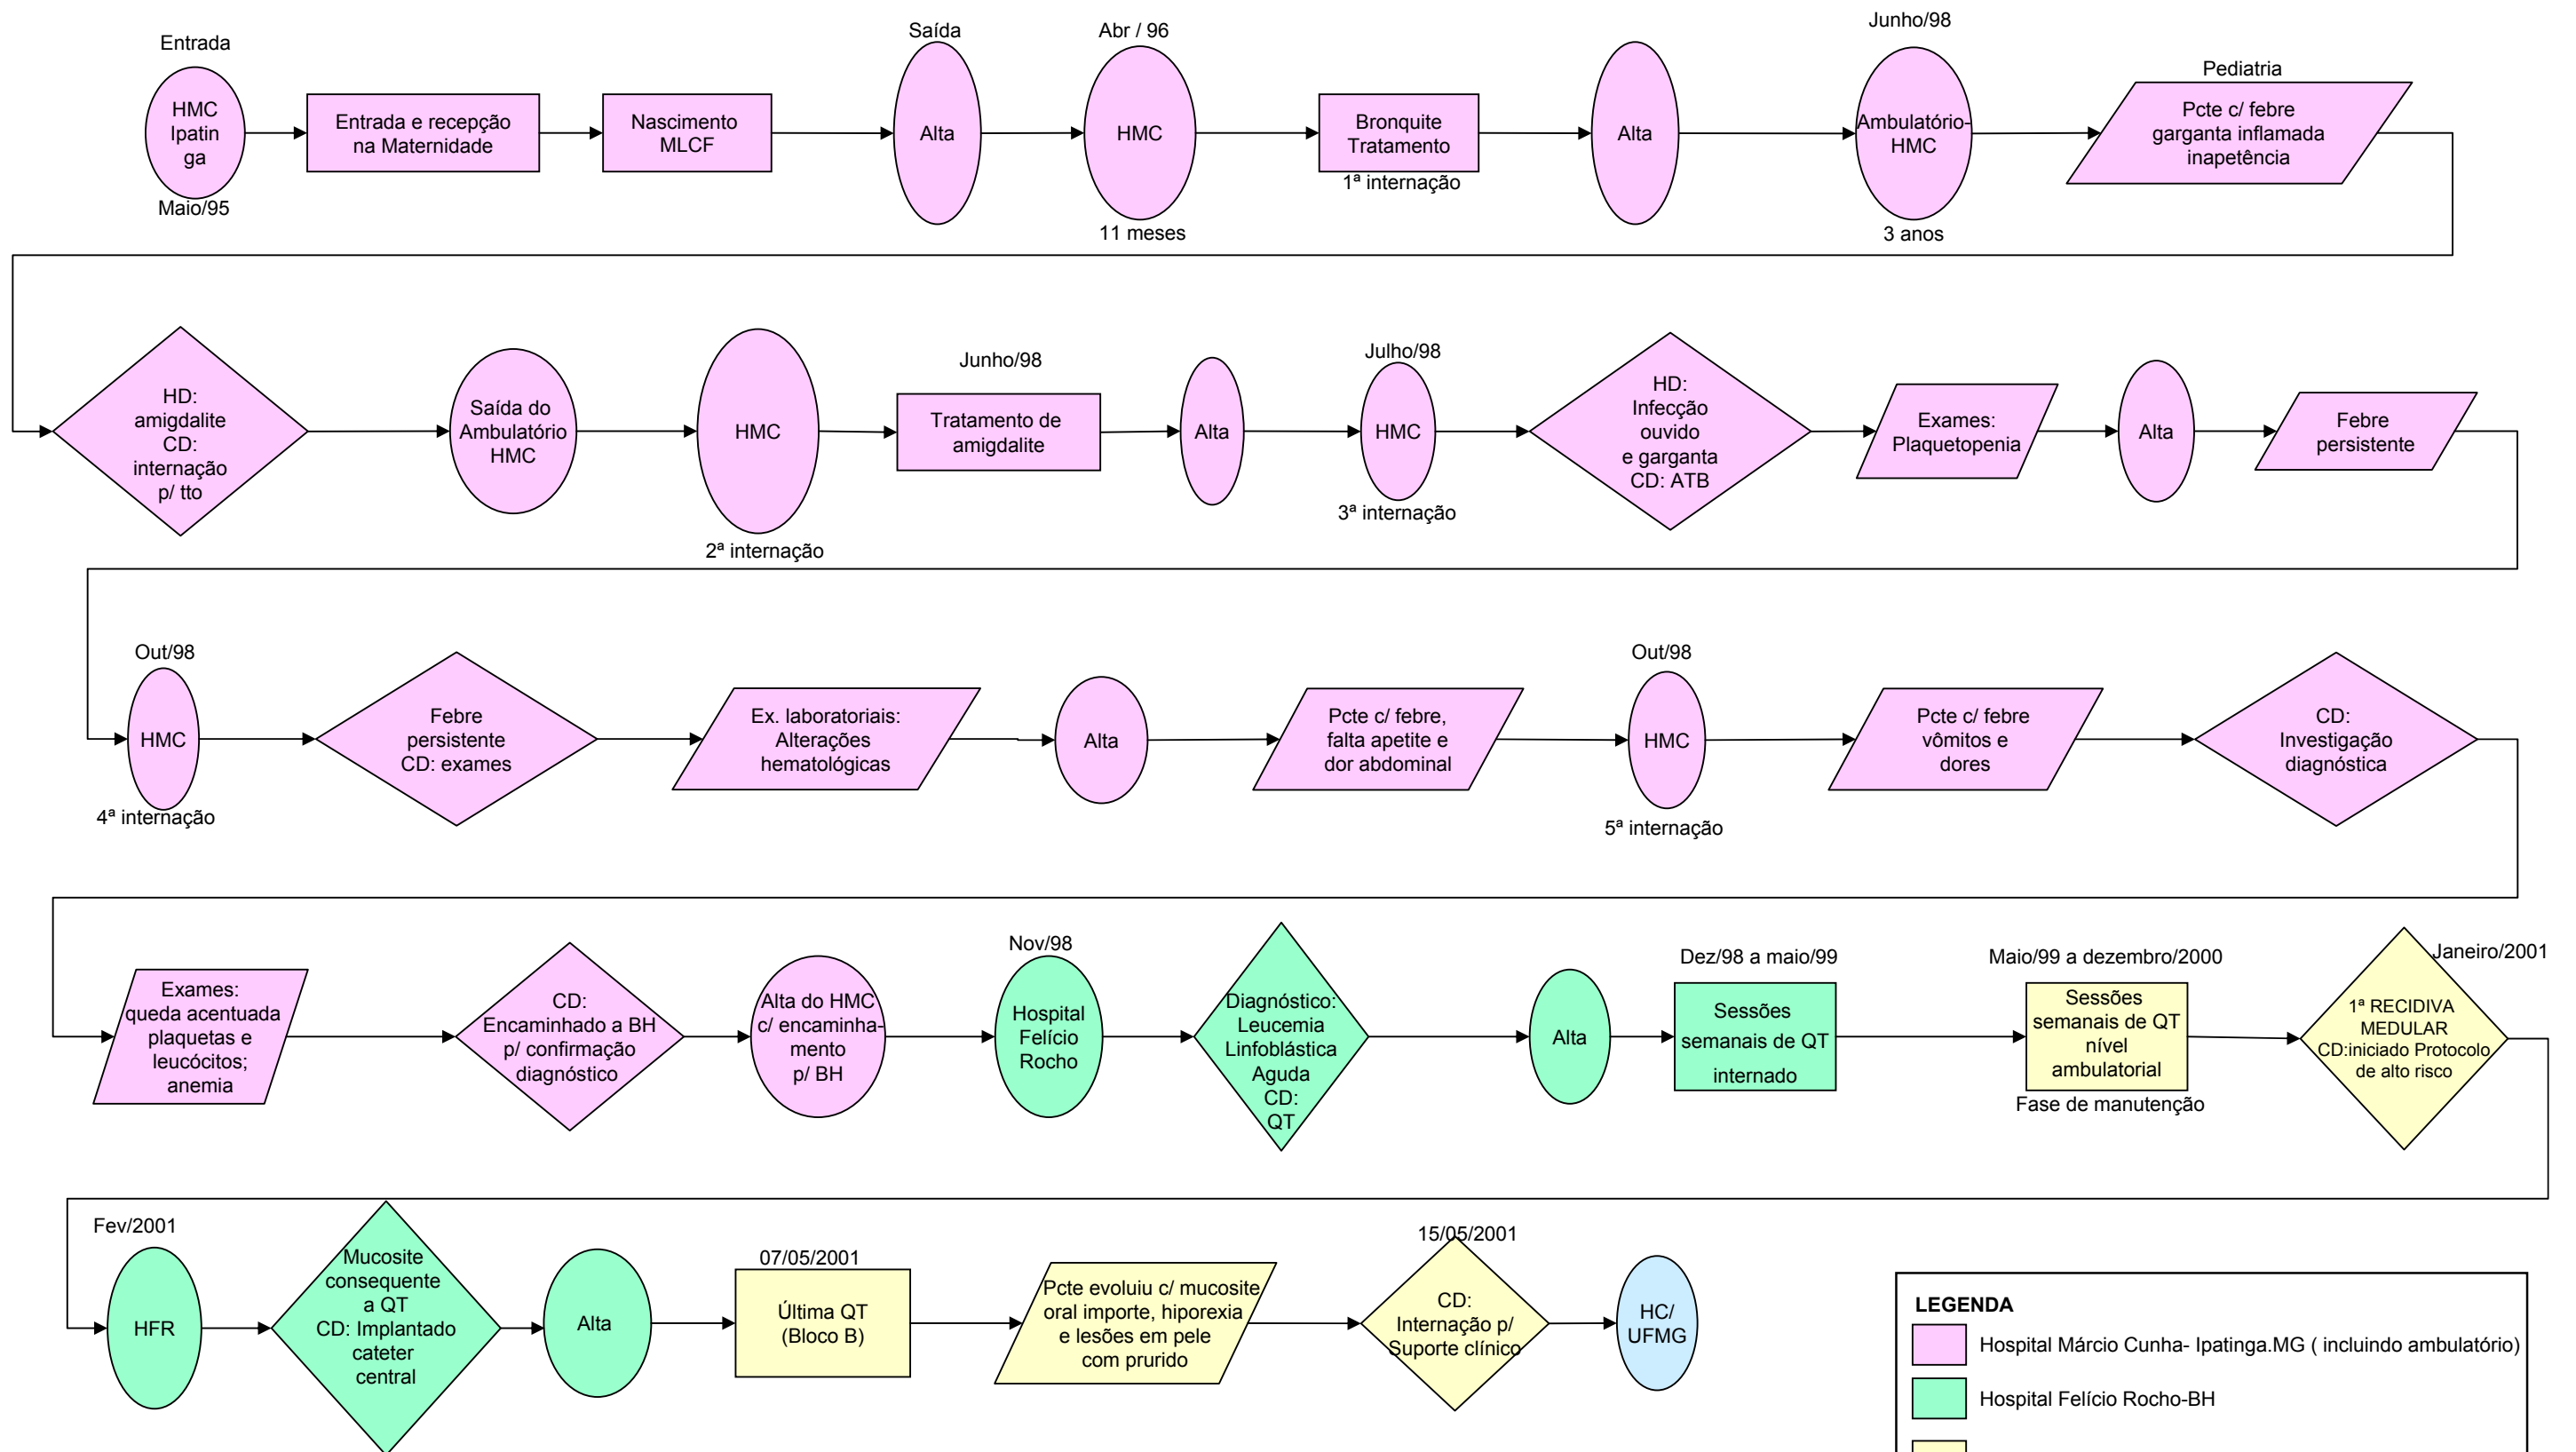 Entrada
HMC
Ipatin
ga
Maio/95
Entrada e recepção
na Maternidade
Nascimento
MLCF
Saída
Alta
Abr / 96
HMC
11 meses
Bronquite
Tratamento
1ª internação
Alta
Junho/98
Ambulatório-
HMC
3 anos
Pediatria
Pcte c/ febre
garganta inflamada
inapetência
HD:
amigdalite
CD:
internação
p/ tto
Saída do
Ambulatório
HMC
HMC
2ª internação
Junho/98
Tratamento de
amigdalite
Alta
Julho/98
HMC
3ª internação
HD:
Infecção
ouvido
e garganta
CD: ATB
Exames:
Plaquetopenia
Alta
Febre
persistente
Out/98
HMC
4ª internação
Febre
persistente
CD: exames
Ex. laboratoriais:
Alterações
hematológicas
Alta
Pcte c/ febre,
falta apetite e
dor abdominal
Out/98
HMC
5ª internação
Pcte c/ febre
vômitos e
dores
CD:
Investigação
diagnóstica
Exames:
queda acentuada
plaquetas e
leucócitos;
anemia
CD:
Encaminhado a BH
p/ confirmação
diagnóstico
Alta do HMC
c/ encaminha-
mento
p/ BH
Nov/98
Hospital
Felício
Rocho
Diagnóstico:
Leucemia
Linfoblástica
Aguda
CD:
QT
Alta
Dez/98 a maio/99
Sessões
semanais de QT
internado
Maio/99 a dezembro/2000
Sessões
semanais de QT
nível
ambulatorial
Fase de manutenção
Janeiro/2001
1ª RECIDIVA
MEDULAR
CD:iniciado Protocolo
de alto risco
Fev/2001
HFR
Mucosite
consequente
a QT
CD: Implantado
cateter
central
Alta
07/05/2001
Última QT
(Bloco B)
Pcte evoluiu c/ mucosite
oral importe, hiporexia
e lesões em pele
com prurido
15/05/2001
CD:
Internação p/
Suporte clínico
HC/
UFMG
LEGENDA
Hospital Márcio Cunha- Ipatinga.MG ( incluindo ambulatório)
Hospital Felício Rocho-BH